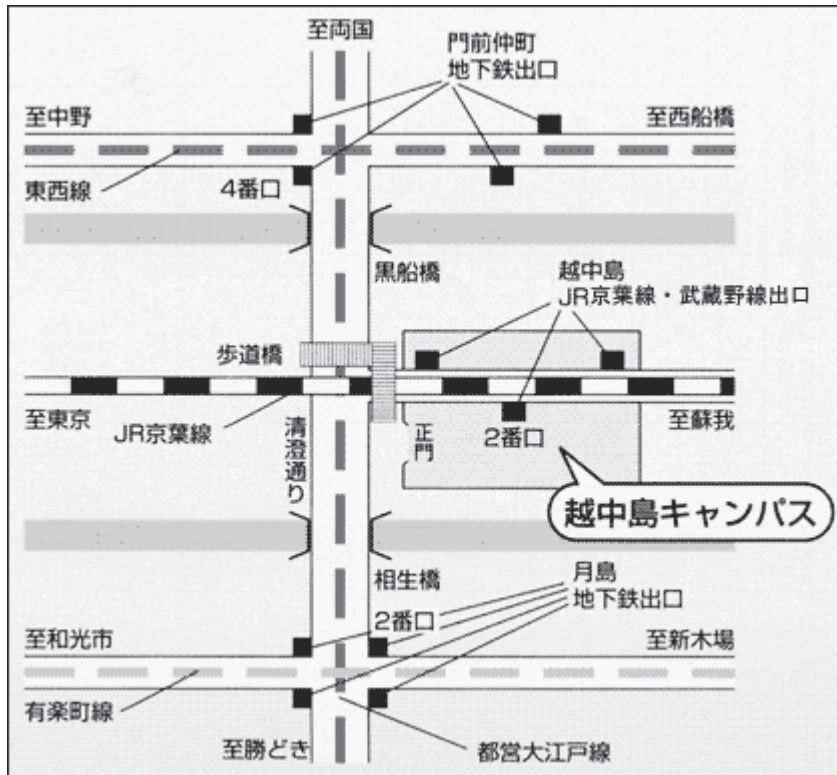 至両国
門前仲町
地下鉄出口
至中野
至西船橋
東西線
4番口
黒船橋
越中島
JR京葉線・武蔵野線出口
歩道橋
至東京
JR京葉線
清澄通り
正門
2番口
至蘇我
越中島キャンパス
相生橋
月島
地下鉄出口
2番口
至和光市
至新木場
有楽町線
至勝どき
都営大江戸線